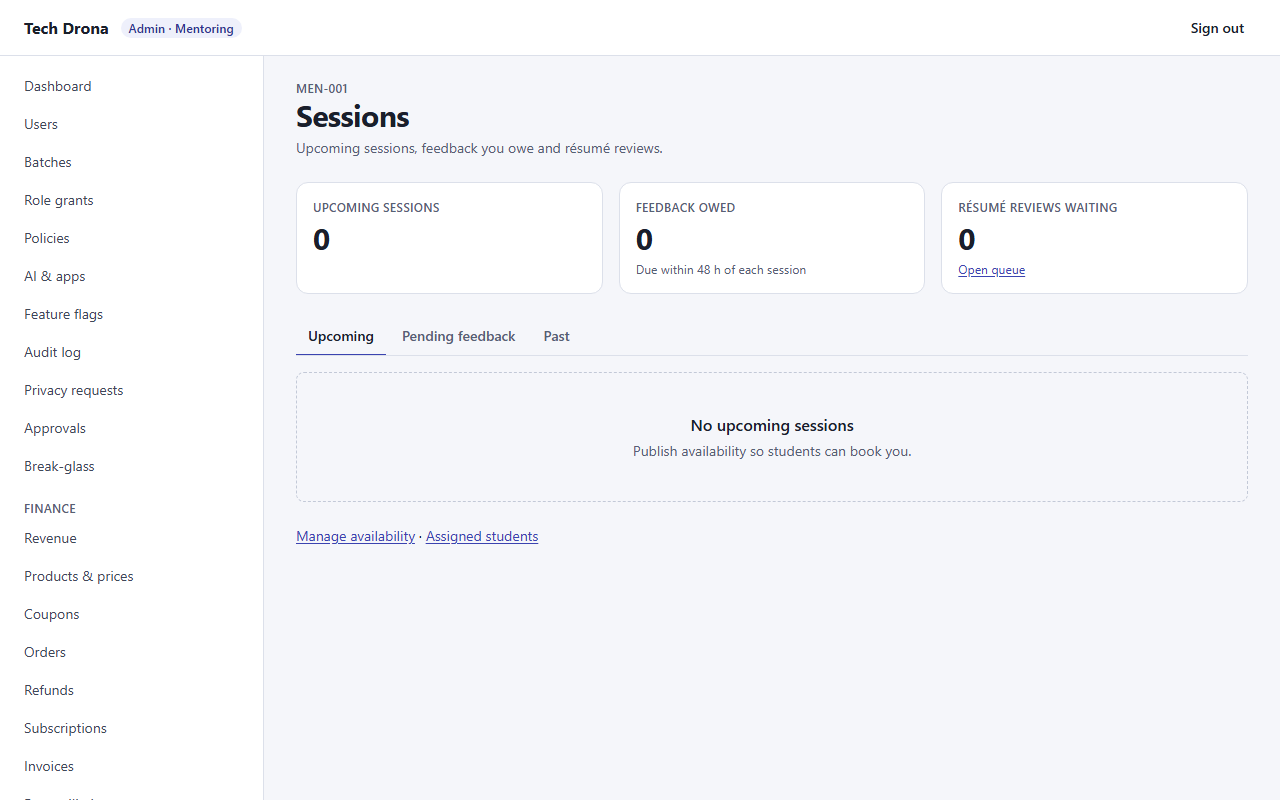 Tech Drona
Admin · Mentoring
Sign out
Dashboard
Users
Batches
Role grants
Policies
AI & apps
Feature flags
Audit log
Privacy requests
Approvals
Break-glass
FINANCE
Revenue
Products & prices
Coupons
Orders
Refunds
Subscriptions
Invoices
MEN-001
Sessions
Upcoming sessions, feedback you owe and résumé reviews.
UPCOMING SESSIONS
0
FEEDBACK OWED
0
Due within 48 h of each session
RÉSUMÉ REVIEWS WAITING
0
Open queue
Upcoming
Pending feedback
Past
No upcoming sessions
Publish availability so students can book you.
Manage availability · Assigned students